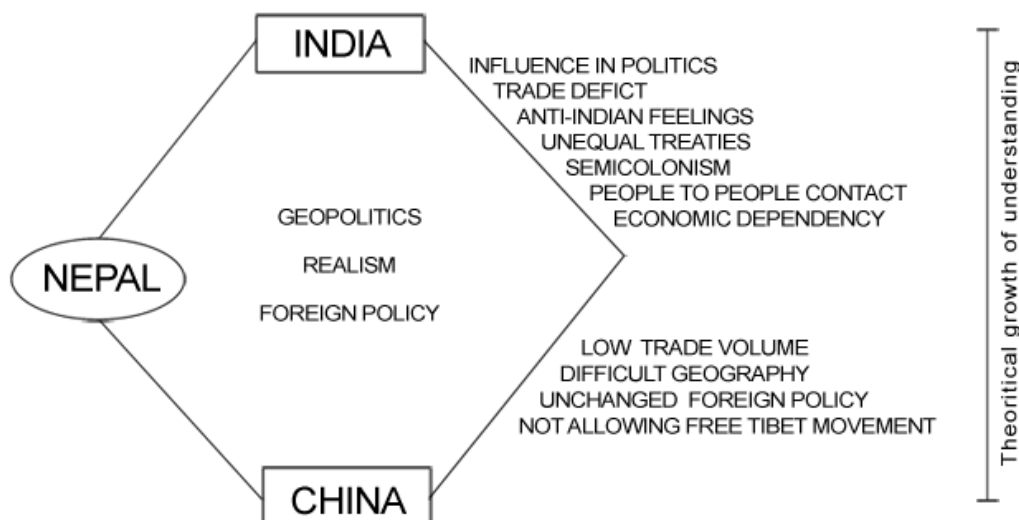 INDIA
INFLUENCE IN POLITICS
TRADE DEFICT
ANTI-INDIAN FEELINGS
UNEQUAL TREATIES
SEMICOLONISM
PEOPLE TO PEOPLE CONTACT
ECONOMIC DEPENDENCY
GEOPOLITICS
REALISM
FOREIGN POLICY
NEPAL
LOW TRADE VOLUME
DIFFICULT GEOGRAPHY
UNCHANGED FOREIGN POLICY
NOT ALLOWING FREE TIBET MOVEMENT
CHINA
Theoritical growth of understanding